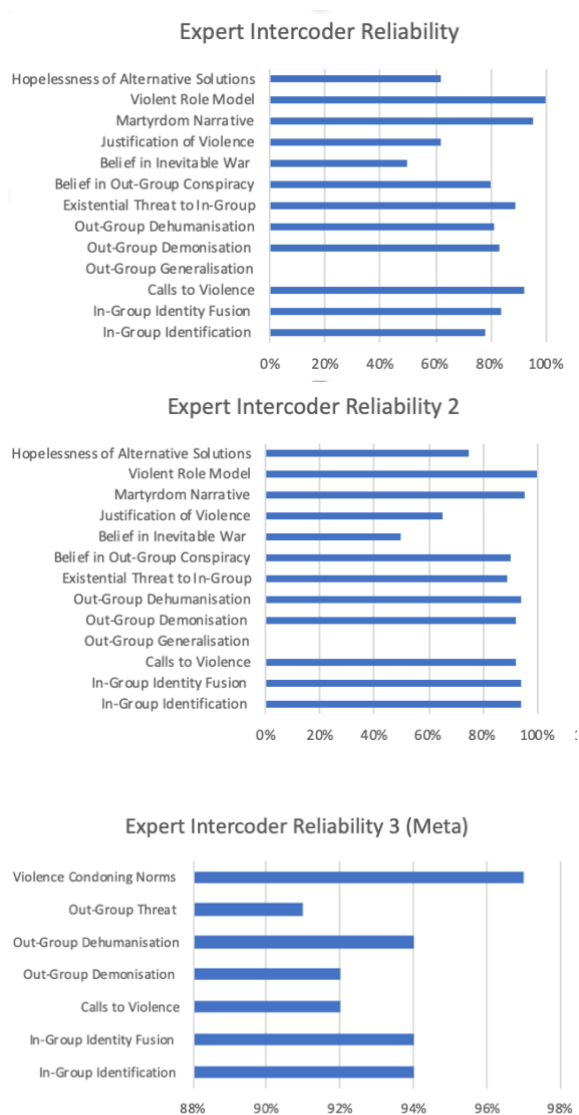 Expert Intercoder Reliability
Hopelessness of Alternative Solutions
Violent Role Model
Martyrdom Narrative
Justification of Violence
Belief in Inevitable War
Belief in Out-Group Conspiracy
Existential Threat to In-Group
Out-Group Dehumanisation
Out-Group Demonisation
Out-Group Generalisation
Calls to Violence
In-Group Identity Fusion
In-Group Identification
0% 20% 40% 60% 80% 100%
Expert Intercoder Reliability 2
Hopelessness of Alternative Solutions
Violent Role Model
Martyrdom Narrative
Justification of Violence
Belief in Inevitable War
Belief in Out-Group Conspiracy
Existential Threat to In-Group
Out-Group Dehumanisation
Out-Group Demonisation
Out-Group Generalisation
Calls to Violence
In-Group Identity Fusion
In-Group Identification
0% 20% 40% 60% 80% 100%
Expert Intercoder Reliability 3 (Meta)
Violence Condoning Norms
Out-Group Threat
Out-Group Dehumanisation
Out-Group Demonisation
Calls to Violence
In-Group Identity Fusion
In-Group Identification
88% 90% 92% 94% 96% 98%